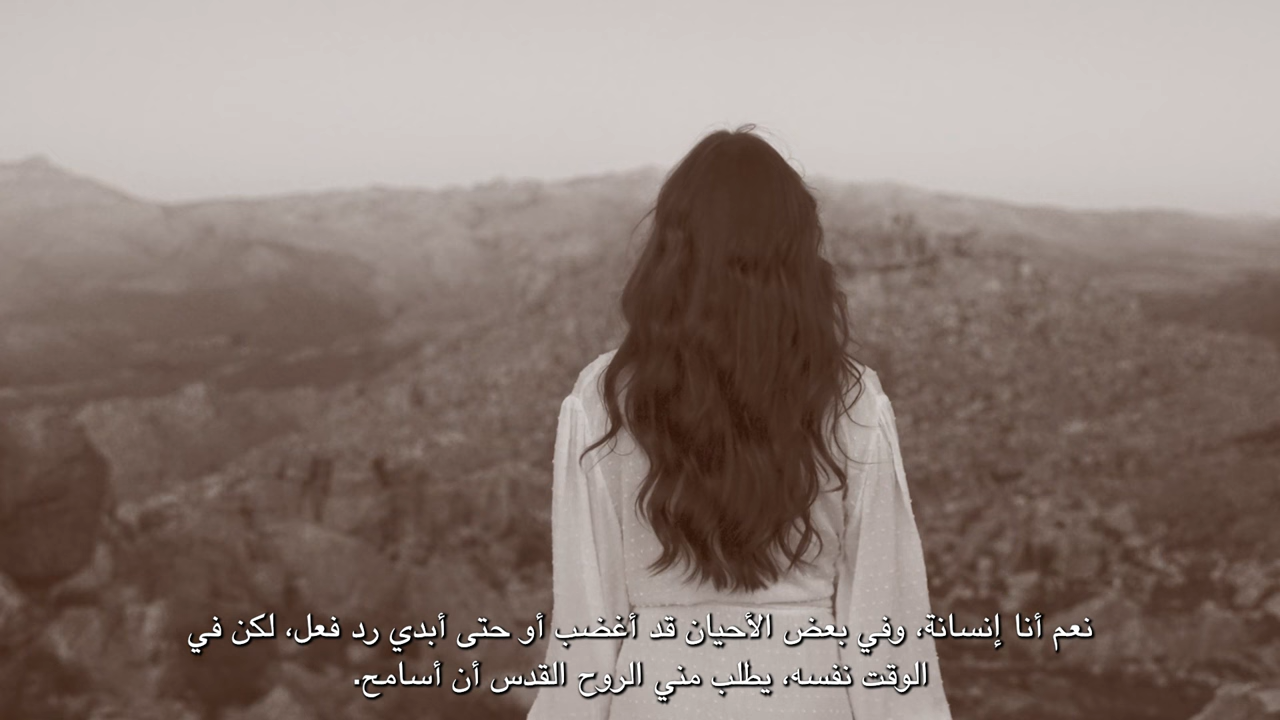 نعم أنا إنسانة، وفي بعض الأحيان قد أغضب أو حتى أبدي رد فعل، لكن في
الوقت نفسه، يطلب مني الروح القدس أن أسامح.